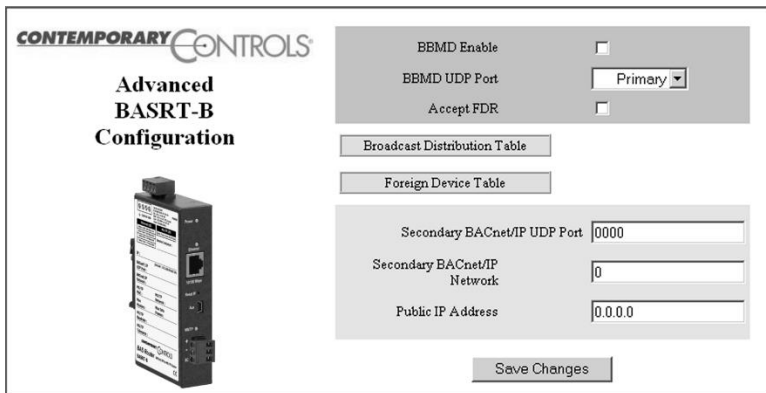 CONTEMPORARY CONTROLS
Advanced
BASRT-B
Configuration
BBMD Enable
BBMD UDP Port
Primary
Accept FDR
Broadcast Distribution Table
Foreign Device Table
Secondary BACnet/IP UDP Port
0000
Secondary BACnet/IP
Network
0
Public IP Address
0.0.0.0
Save Changes